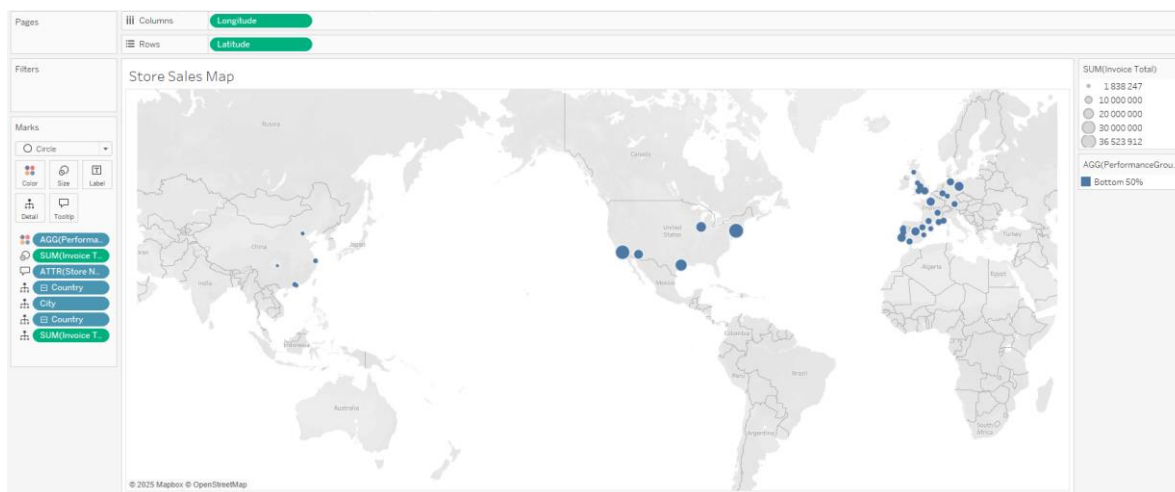 Pages
Columns
Longitude
Rows
Latitude
Filters
Store Sales Map
Marks
Circle
Color
Size
Label
Detail
Tooltip
AGG(Performa..
SUM(Invoice T..
ATTR(Store N..
Country
City
Country
SUM(Invoice T..
Russia
Canada
China
Japan
India
Indonesia
Australia
United
States
Mexico
Colombia
Peru
Brazil
Argentina
Turkey
Algeria
Egypt
South
Africa
© 2025 Mapbox © OpenStreetMap
SUM(Invoice Total)
1 838 247
10 000 000
20 000 000
30 000 000
36 523 912
AGG(PerformanceGrou..
Bottom 50%